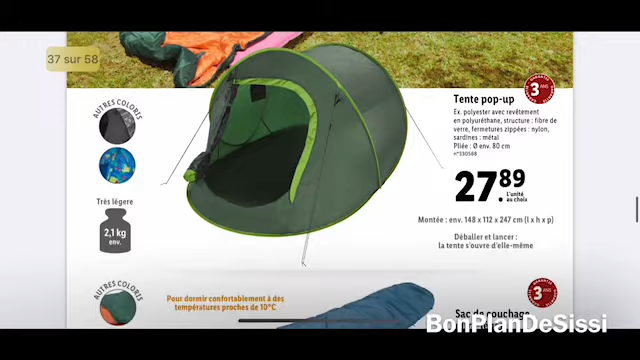 37 sur 58
AUTRES COLORIS
Très légere
2,1 kg
env.
Tente pop-up
GARANTIE
3 ANS
Ex. polyester avec revêtement
en polyuréthane, structure : fibre de
verre, fermetures zippées : nylon,
sardines : métal
Pliée : Ø env. 80 cm
n°330568
27.89
L'unité
au choix
Montée : env. 148 x 112 x 247 cm (l x h x p)
Déballer et lancer :
la tente s'ouvre d'elle-même
AUTRES COLORIS
Pour dormir confortablement à des
températures proches de 10°C
3 ANS
Sac de couchage
BonPlanDeSissi